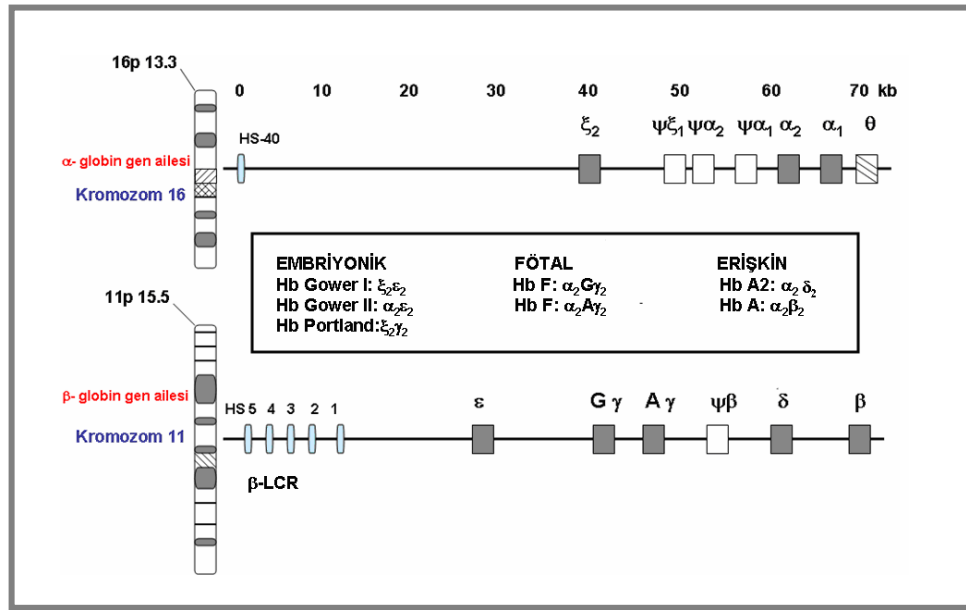 16p 13.3
0 10 20 30 40 50 60 70 kb
HS-40
ξ₂ ψξ₁ ψα₂ ψα₁ α₂ α₁ θ
α- globin gen ailesi
Kromozom 16
EMBRİYONİK FÖTAL ERİŞKİN
Hb Gower I: ξ₂ε₂ Hb F: α₂Gγ₂ Hb A2: α₂ δ₂
Hb Gower II: α₂ε₂ Hb F: α₂Aγ₂ Hb A: α₂β₂
Hb Portland:ξ₂γ₂
11p 15.5
β- globin gen ailesi
Kromozom 11
HS 5 4 3 2 1
ε G γ A γ ψβ δ β
β-LCR